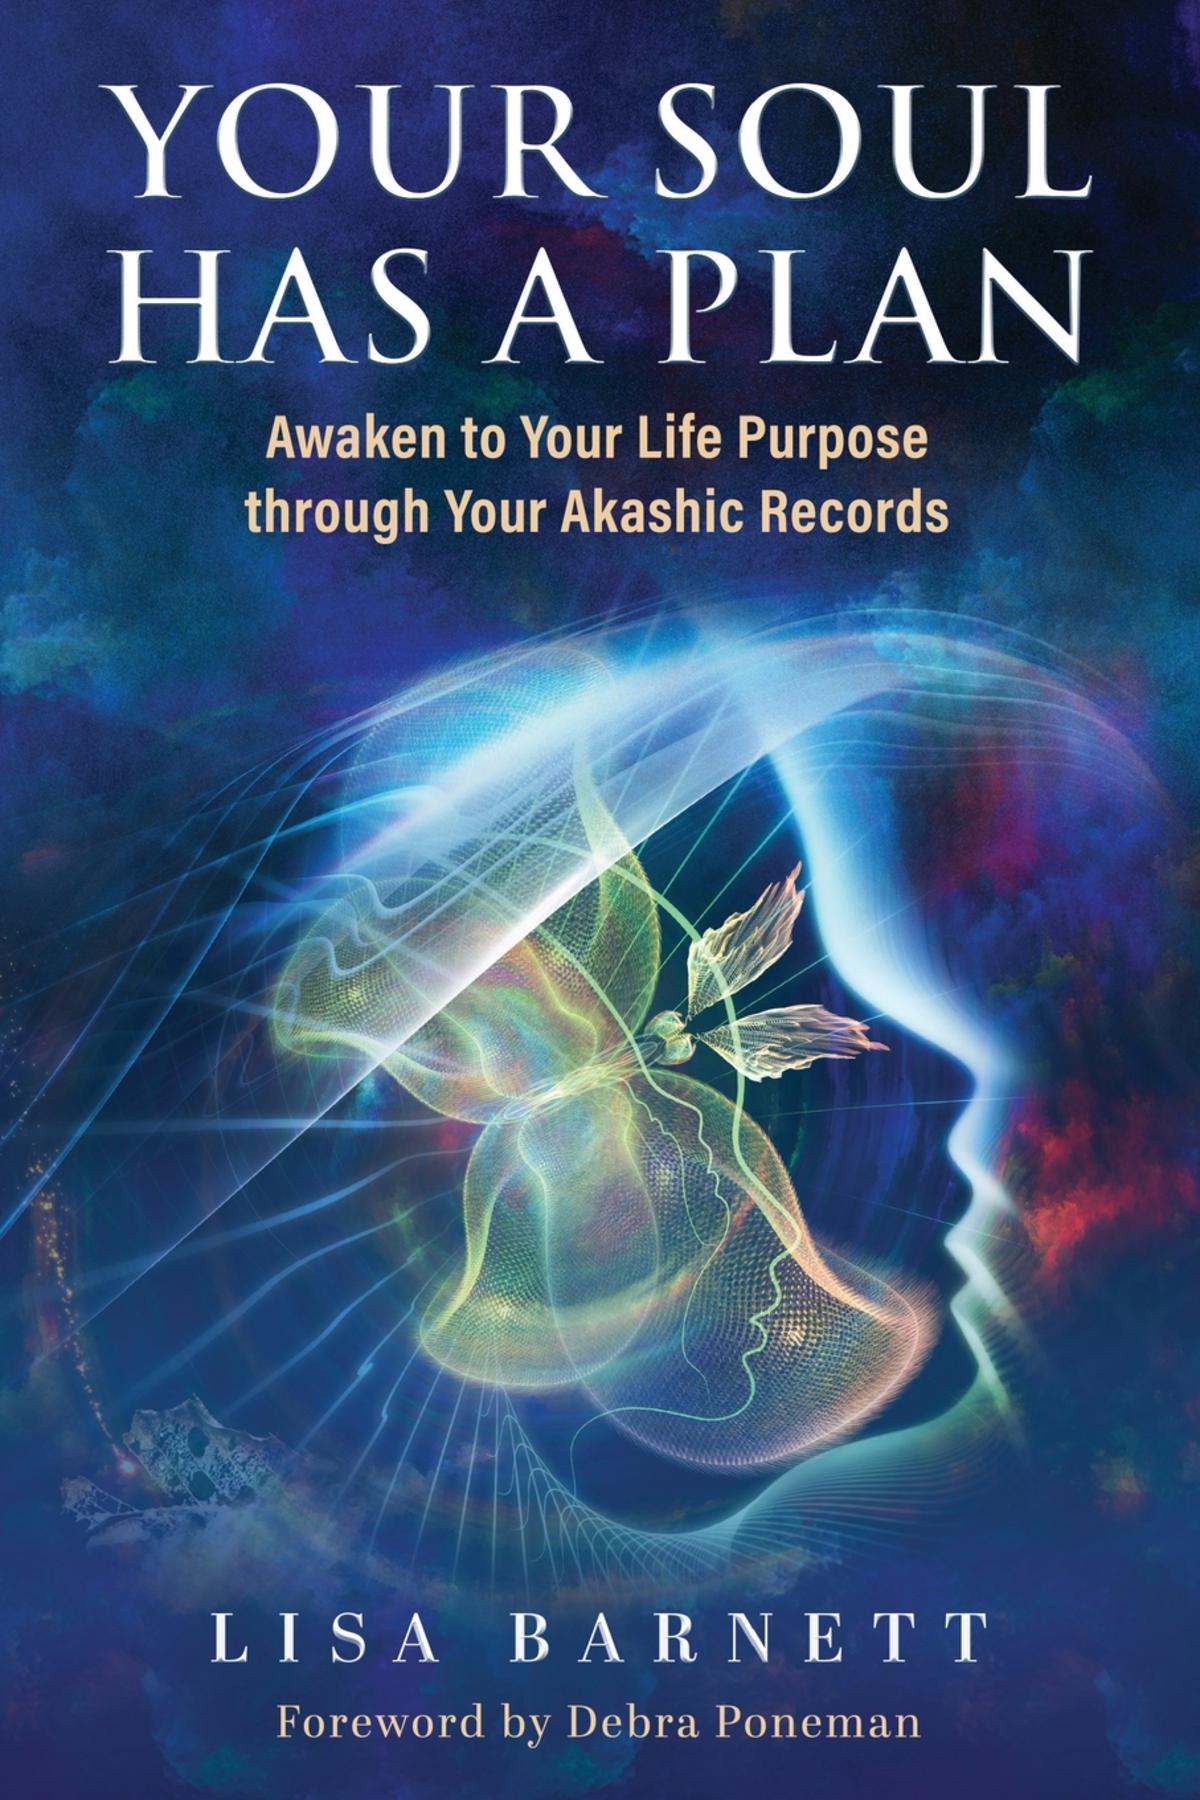 YOUR SOUL
HAS A PLAN
Awaken to Your Life Purpose
through Your Akashic Records
LISA BARNETT
Foreword by Debra Poneman